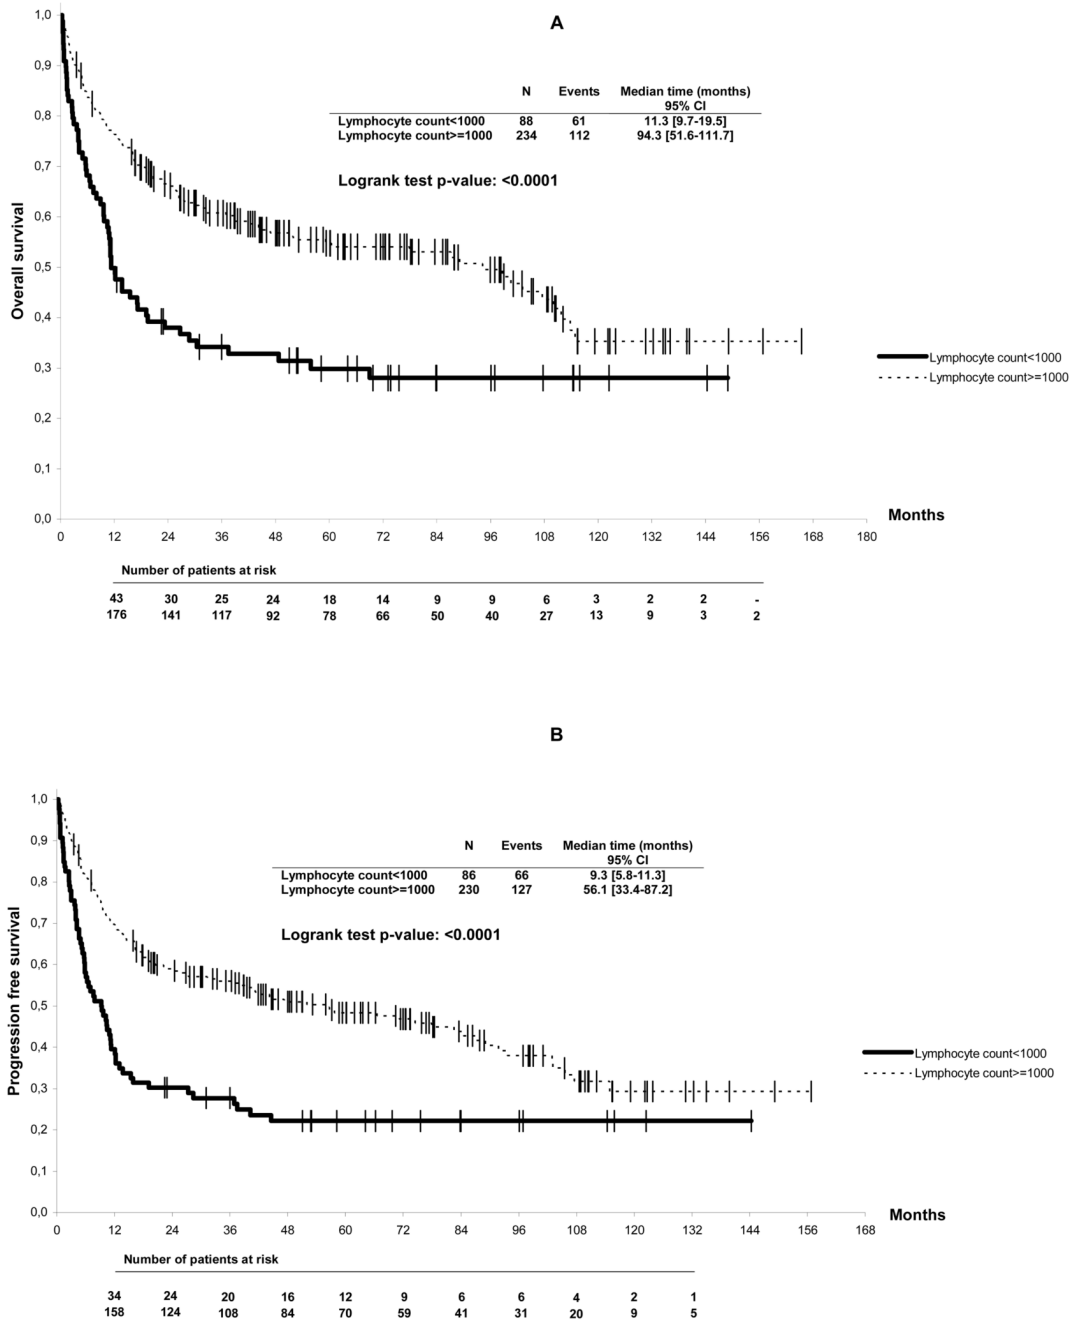 A
1,0
0,9
0,8
0,7
0,6
0,5
0,4
0,3
0,2
0,1
0,0
Overall survival
N Events Median time (months)
95% CI
Lymphocyte count<1000 88 61 11.3 [9.7-19.5]
Lymphocyte count>=1000 234 112 94.3 [51.6-111.7]
Logrank test p-value: <0.0001
Lymphocyte count<1000
Lymphocyte count>=1000
Months
0 12 24 36 48 60 72 84 96 108 120 132 144 156 168 180
Number of patients at risk
43 30 25 24 18 14 9 9 6 3 2 2 -
176 141 117 92 78 66 50 40 27 13 9 3 2
B
1,0
0,9
0,8
0,7
0,6
0,5
0,4
0,3
0,2
0,1
0,0
Progression free survival
N Events Median time (months)
95% CI
Lymphocyte count<1000 86 66 9.3 [5.8-11.3]
Lymphocyte count>=1000 230 127 56.1 [33.4-87.2]
Logrank test p-value: <0.0001
Lymphocyte count<1000
Lymphocyte count>=1000
Months
0 12 24 36 48 60 72 84 96 108 120 132 144 156 168
Number of patients at risk
34 24 20 16 12 9 6 6 4 2 1
158 124 108 84 70 59 41 31 20 9 5